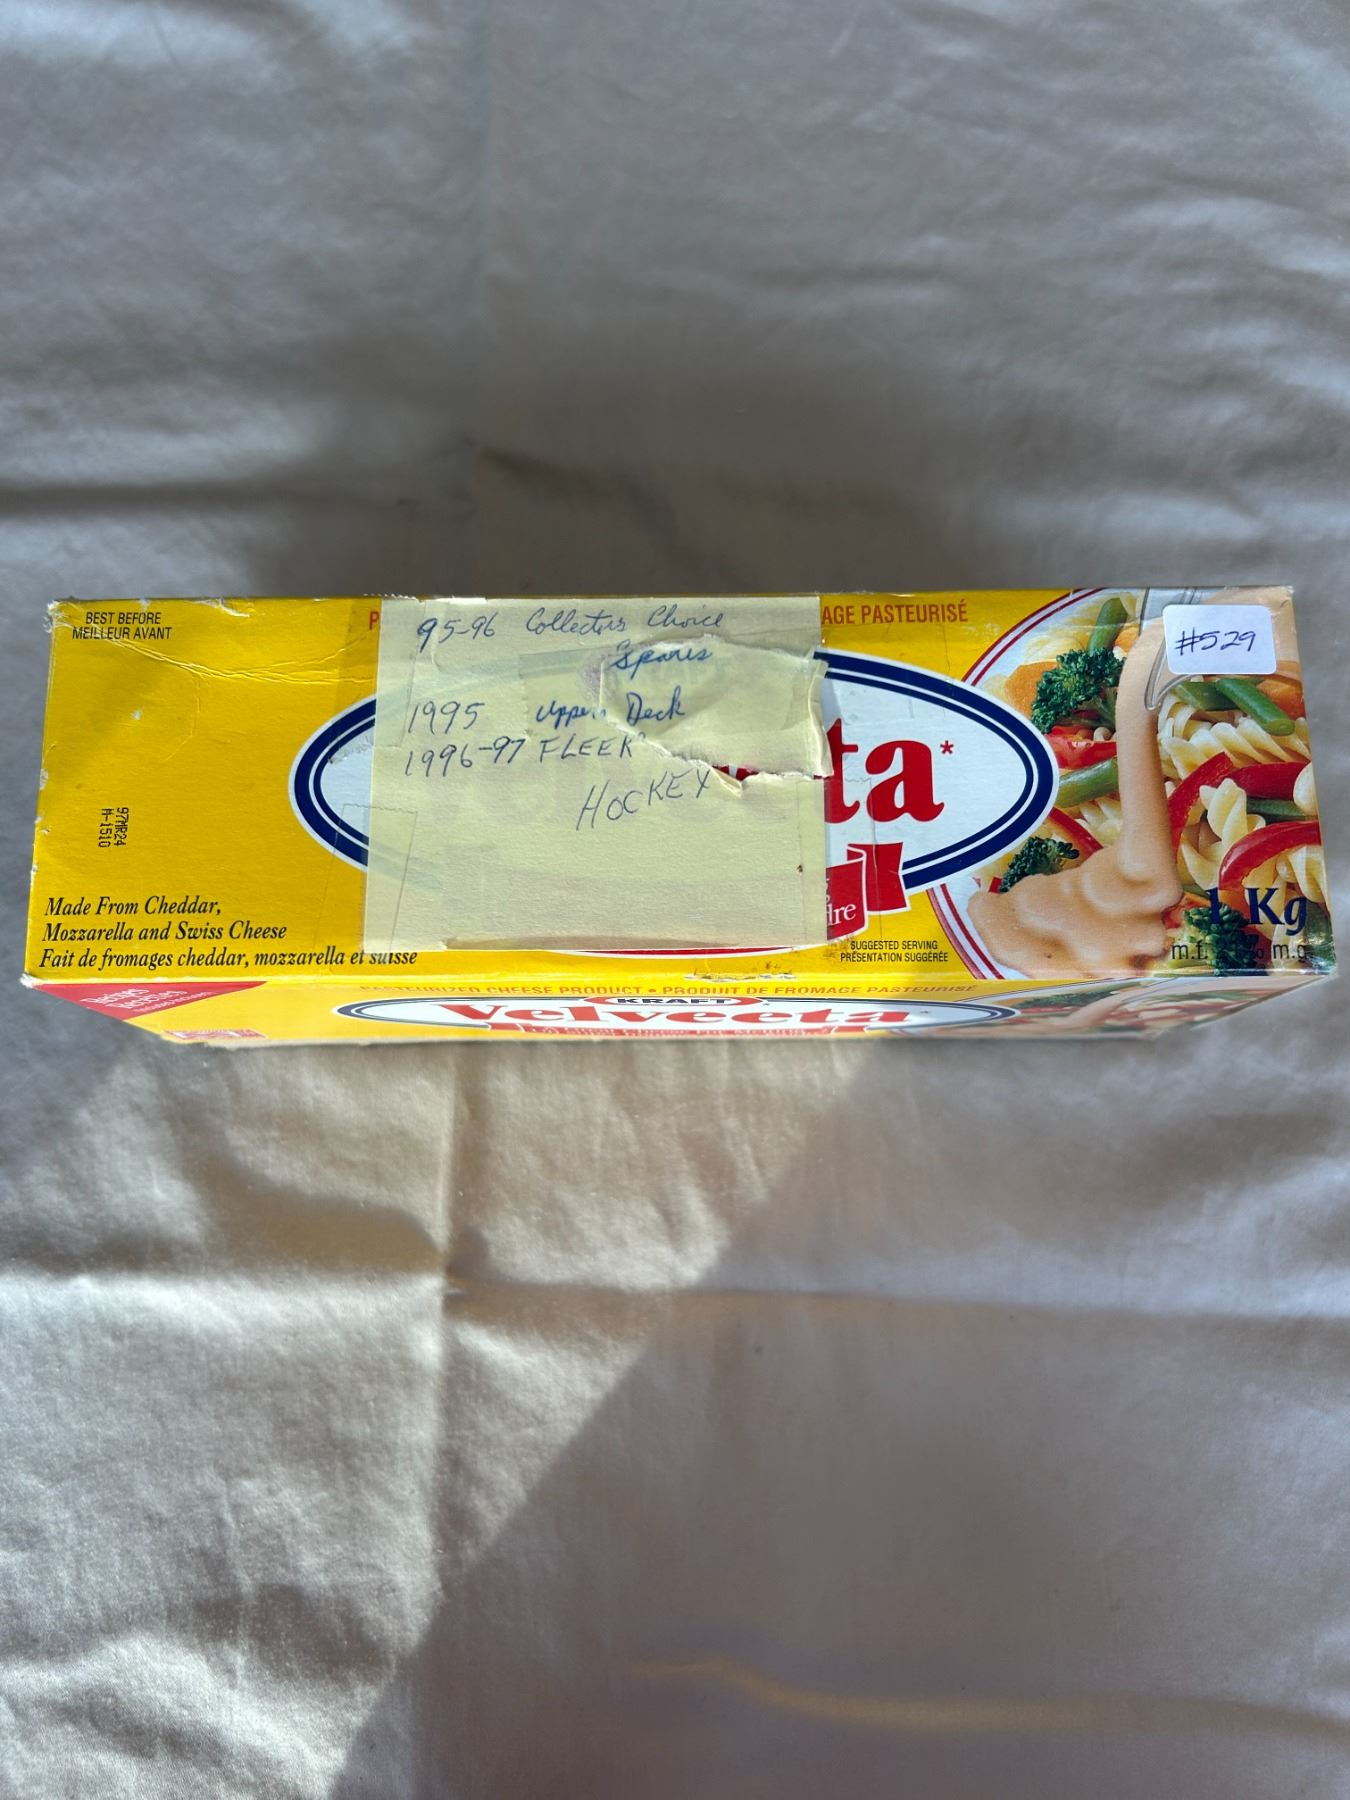 BEST BEFORE
MEILLEUR AVANT
AGE PASTEURISÉ
#529
95-96 Collectors Choice
Spares
1995 Upper Deck
1996-97 FLEER
HOCKEY
ta*
97MR24
M-1510
Made From Cheddar,
Mozzarella and Swiss Cheese
Fait de fromages cheddar, mozzarella et suisse
dre
SUGGESTED SERVING
PRÉSENTATION SUGGÉRÉE
1 Kg
m.f. m.g.
PASTEURIZED CHEESE PRODUCT • PRODUIT DE FROMAGE PASTEURISÉ
KRAFT
Velveeta